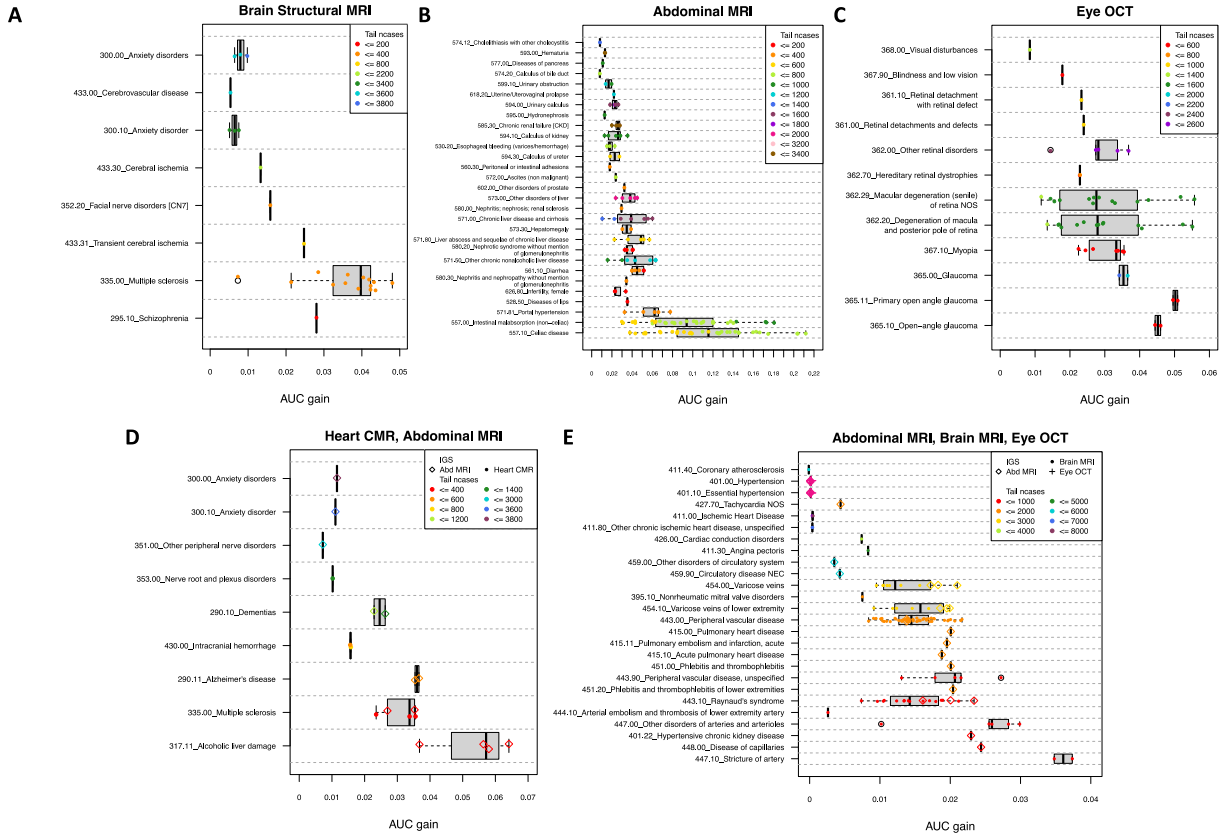 A
Brain Structural MRI
Tail ncases
<= 200
<= 400
<= 800
<= 2200
<= 3400
<= 3600
<= 3800
300.00_Anxiety disorders
433.00_Cerebrovascular disease
300.10_Anxiety disorder
433.30_Cerebral ischemia
352.20_Facial nerve disorders [CN7]
433.31_Transient cerebral ischemia
335.00_Multiple sclerosis
295.10_Schizophrenia
0.00 0.01 0.02 0.03 0.04 0.05
AUC gain
B
Abdominal MRI
Tail ncases
<= 200
<= 400
<= 600
<= 800
<= 1000
<= 1200
<= 1400
<= 1600
<= 1800
<= 2000
<= 3200
<= 3400
574.12_Cholelithiasis with other cholecystitis
593.00_Hematuria
577.00_Diseases of pancreas
574.20_Calculus of bile duct
599.10_Urinary obstruction
618.20_Uterine/Uterovaginal prolapse
594.00_Urinary calculus
595.00_Hydronephrosis
585.30_Chronic renal failure [CKD]
594.10_Calculus of kidney
530.20_Esophageal bleeding (varices/hemorrhage)
594.30_Calculus of ureter
560.30_Peritoneal or intestinal adhesions
572.00_Ascites (non malignant)
602.00_Other disorders of prostate
573.00_Other disorders of liver
580.00_Nephritis; nephrosis; renal sclerosis
571.00_Chronic liver disease and cirrhosis
573.30_Hepatomegaly
571.80_Liver abscess and sequelae of chronic liver disease
580.20_Nephrotic syndrome without mention
of glomerulonephritis
571.50_Other chronic nonalcoholic liver disease
561.10_Diarrhea
580.30_Nephritis and nephropathy without mention
of glomerulonephritis
626.80_Infertility, female
528.50_Diseases of lips
571.81_Portal hypertension
557.00_Intestinal malabsorption (non-celiac)
557.10_Celiac disease
0 0.02 0.04 0.06 0.08 0.1 0.12 0.14 0.16 0.18 0.2 0.22
AUC gain
C
Eye OCT
Tail ncases
<= 600
<= 800
<= 1000
<= 1400
<= 1600
<= 2000
<= 2200
<= 2400
<= 2600
368.00_Visual disturbances
367.90_Blindness and low vision
361.10_Retinal detachment
with retinal defect
361.00_Retinal detachments and defects
362.00_Other retinal disorders
362.70_Hereditary retinal dystrophies
362.29_Macular degeneration (senile)
of retina NOS
362.20_Degeneration of macula
and posterior pole of retina
367.10_Myopia
365.00_Glaucoma
365.11_Primary open angle glaucoma
365.10_Open-angle glaucoma
0.00 0.01 0.02 0.03 0.04 0.05 0.06
AUC gain
D
Heart CMR, Abdominal MRI
IGS
Abd MRI Heart CMR
Tail ncases
<= 400 <= 1400
<= 600 <= 3000
<= 800 <= 3600
<= 1200 <= 3800
300.00_Anxiety disorders
300.10_Anxiety disorder
351.00_Other peripheral nerve disorders
353.00_Nerve root and plexus disorders
290.10_Dementias
430.00_Intracranial hemorrhage
290.11_Alzheimer's disease
335.00_Multiple sclerosis
317.11_Alcoholic liver damage
0.00 0.01 0.02 0.03 0.04 0.05 0.06 0.07
AUC gain
E
Abdominal MRI, Brain MRI, Eye OCT
IGS Brain MRI
Abd MRI Eye OCT
Tail ncases
<= 1000 <= 5000
<= 2000 <= 6000
<= 3000 <= 7000
<= 4000 <= 8000
411.40_Coronary atherosclerosis
401.00_Hypertension
401.10_Essential hypertension
427.70_Tachycardia NOS
411.00_Ischemic Heart Disease
411.80_Other chronic ischemic heart disease, unspecified
426.00_Cardiac conduction disorders
411.30_Angina pectoris
459.00_Other disorders of circulatory system
459.90_Circulatory disease NEC
454.00_Varicose veins
395.10_Nonrheumatic mitral valve disorders
454.10_Varicose veins of lower extremity
443.00_Peripheral vascular disease
415.00_Pulmonary heart disease
415.11_Pulmonary embolism and infarction, acute
415.10_Acute pulmonary heart disease
451.00_Phlebitis and thrombophlebitis
443.90_Peripheral vascular disease, unspecified
451.20_Phlebitis and thrombophlebitis of lower extremities
443.10_Raynaud's syndrome
444.10_Arterial embolism and thrombosis of lower extremity artery
447.00_Other disorders of arteries and arterioles
401.22_Hypertensive chronic kidney disease
448.00_Disease of capillaries
447.10_Stricture of artery
0 0.01 0.02 0.03 0.04
AUC gain